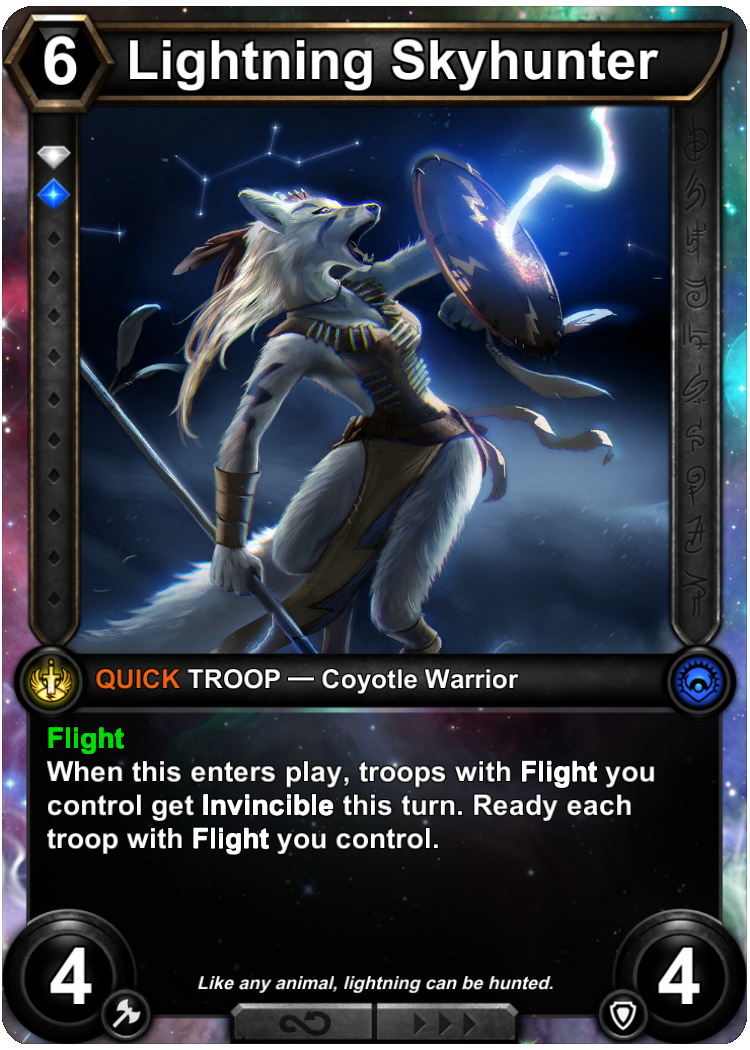 6 Lightning Skyhunter
QUICK TROOP — Coyotle Warrior
Flight
When this enters play, troops with Flight you
control get Invincible this turn. Ready each
troop with Flight you control.
4
Like any animal, lightning can be hunted.
4